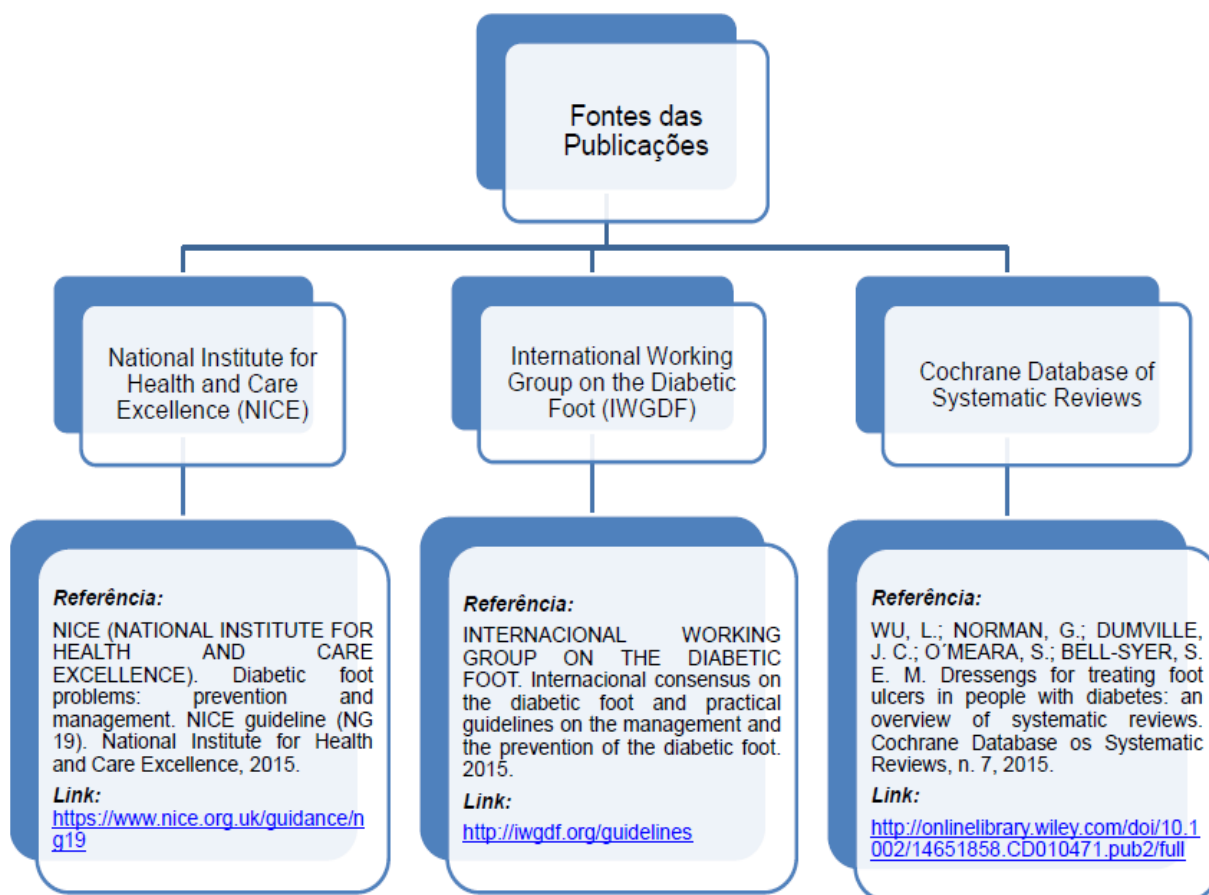 Fontes das
Publicações
National Institute for
Health and Care
Excellence (NICE)
International Working
Group on the Diabetic
Foot (IWGDF)
Cochrane Database of
Systematic Reviews
Referência:
NICE (NATIONAL INSTITUTE FOR
HEALTH AND CARE
EXCELLENCE). Diabetic foot
problems: prevention and
management. NICE guideline (NG
19). National Institute for Health
and Care Excellence, 2015.
Link:
https://www.nice.org.uk/guidance/n
g19
Referência:
INTERNACIONAL WORKING
GROUP ON THE DIABETIC
FOOT. Internacional consensus on
the diabetic foot and practical
guidelines on the management and
the prevention of the diabetic foot.
2015.
Link:
http://iwgdf.org/guidelines
Referência:
WU, L.; NORMAN, G.; DUMVILLE,
J. C.; O´MEARA, S.; BELL-SYER, S.
E. M. Dressengs for treating foot
ulcers in people with diabetes: an
overview of systematic reviews.
Cochrane Database os Systematic
Reviews, n. 7, 2015.
Link:
http://onlinelibrary.wiley.com/doi/10.1
002/14651858.CD010471.pub2/full